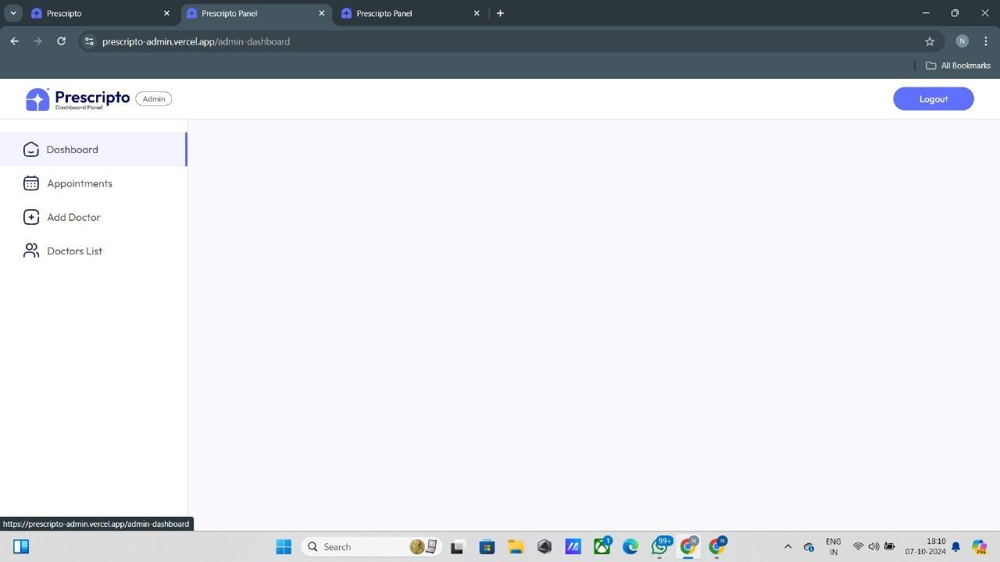 Prescripto
Prescripto Panel
Prescripto Panel
prescripto-admin.vercel.app/admin-dashboard
N
All Bookmarks
Prescripto
Dashboard Panel
Admin
Logout
Dashboard
Appointments
Add Doctor
Doctors List
https://prescripto-admin.vercel.app/admin-dashboard
Search
1
99+
N
N
ENG
IN
18:10
07-10-2024
PRE